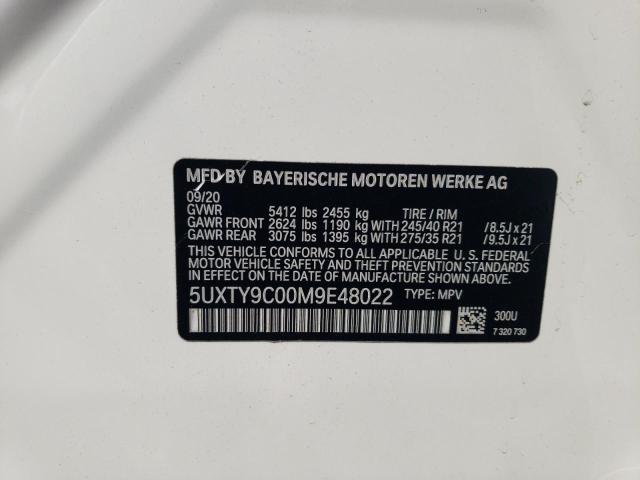 MFD BY BAYERISCHE MOTOREN WERKE AG
09/20
GVWR 5412 lbs 2455 kg TIRE / RIM
GAWR FRONT 2624 lbs 1190 kg WITH 245/40 R21 /8.5J x 21
GAWR REAR 3075 lbs 1395 kg WITH 275/35 R21 /9.5J x 21
THIS VEHICLE CONFORMS TO ALL APPLICABLE U. S. FEDERAL
MOTOR VEHICLE SAFETY AND THEFT PREVENTION STANDARDS
IN EFFECT ON THE DATE OF MANUFACTURE SHOWN ABOVE.
5UXTY9C00M9E48022 TYPE: MPV
300U
7 320 730